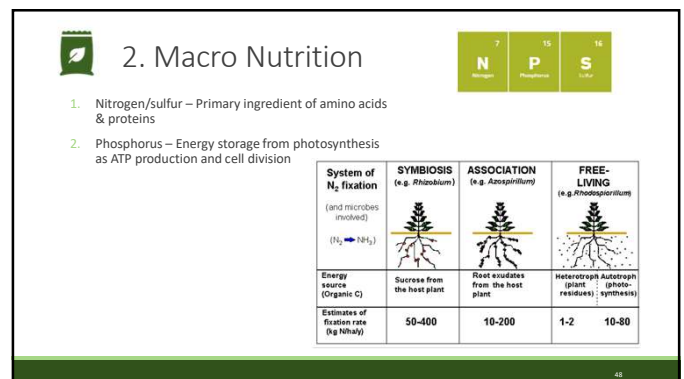 2. Macro Nutrition
7 15 16
N P S
Nitrogen Phosphorus Sulfur
1. Nitrogen/sulfur – Primary ingredient of amino acids
& proteins
2. Phosphorus – Energy storage from photosynthesis
as ATP production and cell division
System of
N₂ fixation
(and microbes
involved)
(N₂ ➡ NH₃)
SYMBIOSIS
(e.g. Rhizobium)
ASSOCIATION
(e.g. Azospirillum)
FREE-
LIVING
(e.g.Rhodospiorillum)
Energy
source
(Organic C)
Sucrose from
the host plant
Root exudates
from the host
plant
Heterotroph
(plant
residues)
Autotroph
(photo-
synthesis)
Estimates of
fixation rate
(kg N/ha/y)
50-400
10-200
1-2
10-80
48